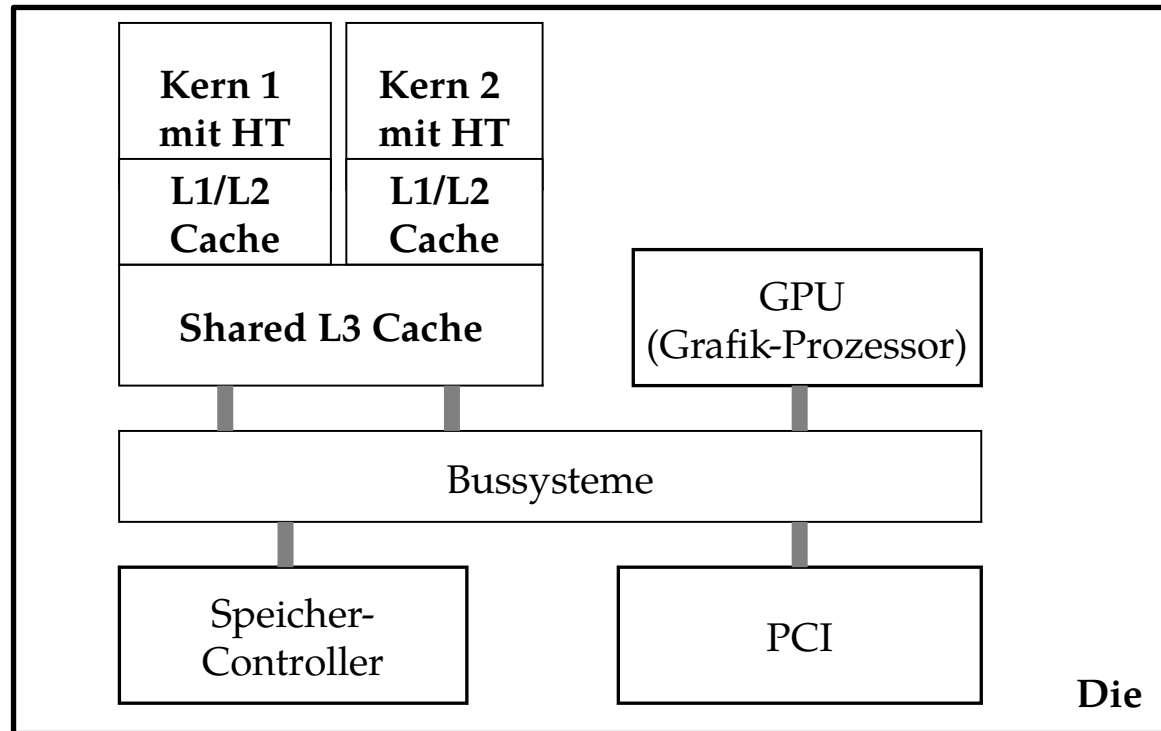 Kern 1
mit HT
Kern 2
mit HT
L1/L2
Cache
L1/L2
Cache
Shared L3 Cache
GPU
(Grafik-Prozessor)
Bussysteme
Speicher-
Controller
PCI
Die